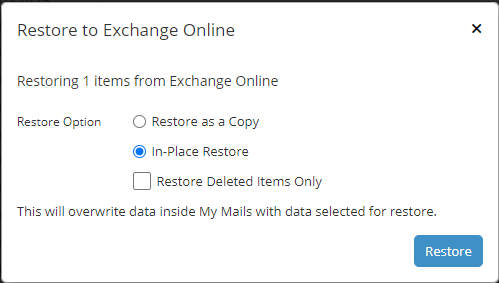 Restore to Exchange Online
×
Restoring 1 items from Exchange Online
Restore Option
Restore as a Copy
In-Place Restore
Restore Deleted Items Only
This will overwrite data inside My Mails with data selected for restore.
Restore